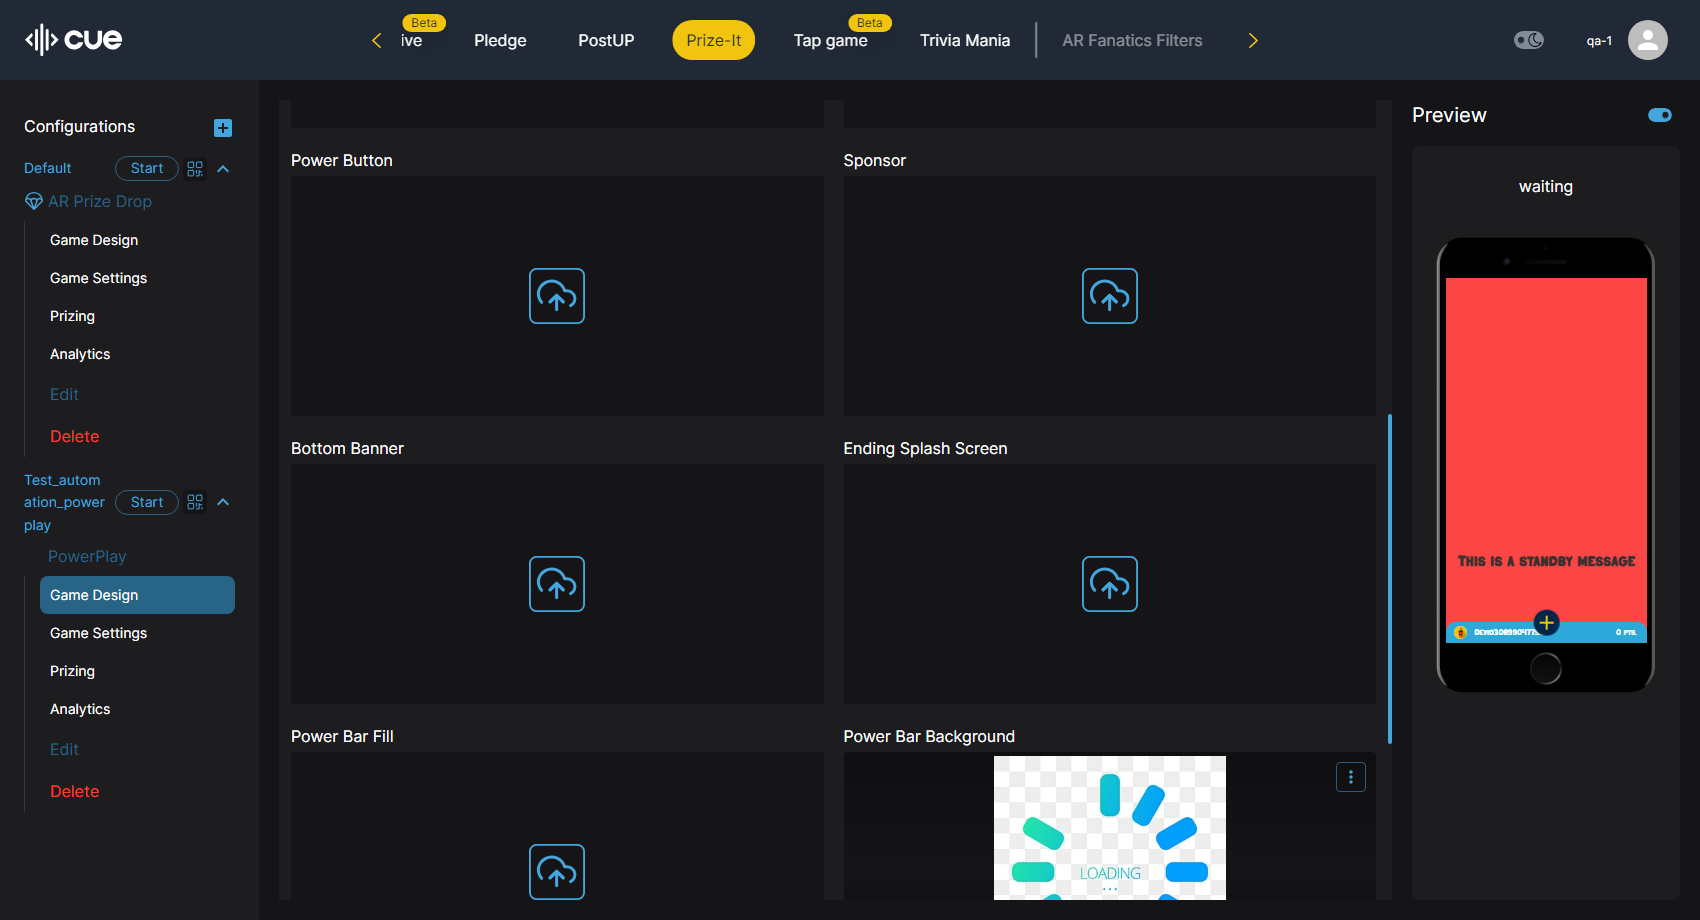 cue
ive
Beta
Pledge
PostUP
Prize-It
Tap game
Beta
Trivia Mania
AR Fanatics Filters
qa-1
Configurations
Default
Start
AR Prize Drop
Game Design
Game Settings
Prizing
Analytics
Edit
Delete
Test_autom
ation_power
play
Start
PowerPlay
Game Design
Game Settings
Prizing
Analytics
Edit
Delete
Power Button
Sponsor
Bottom Banner
Ending Splash Screen
Power Bar Fill
Power Bar Background
LOADING
...
Preview
waiting
This is a standby message
0 pts.